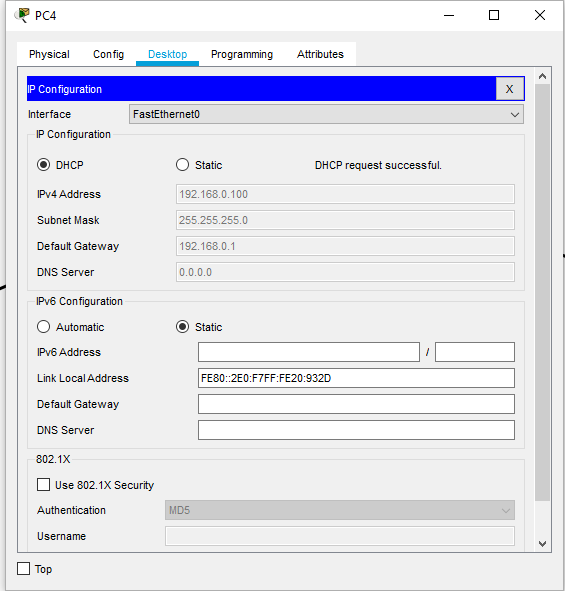 PC4
Physical Config Desktop Programming Attributes
IP Configuration X
Interface FastEthernet0
IP Configuration
DHCP Static DHCP request successful.
IPv4 Address 192.168.0.100
Subnet Mask 255.255.255.0
Default Gateway 192.168.0.1
DNS Server 0.0.0.0
IPv6 Configuration
Automatic Static
IPv6 Address /
Link Local Address FE80::2E0:F7FF:FE20:932D
Default Gateway
DNS Server
802.1X
Use 802.1X Security
Authentication MD5
Username
Top